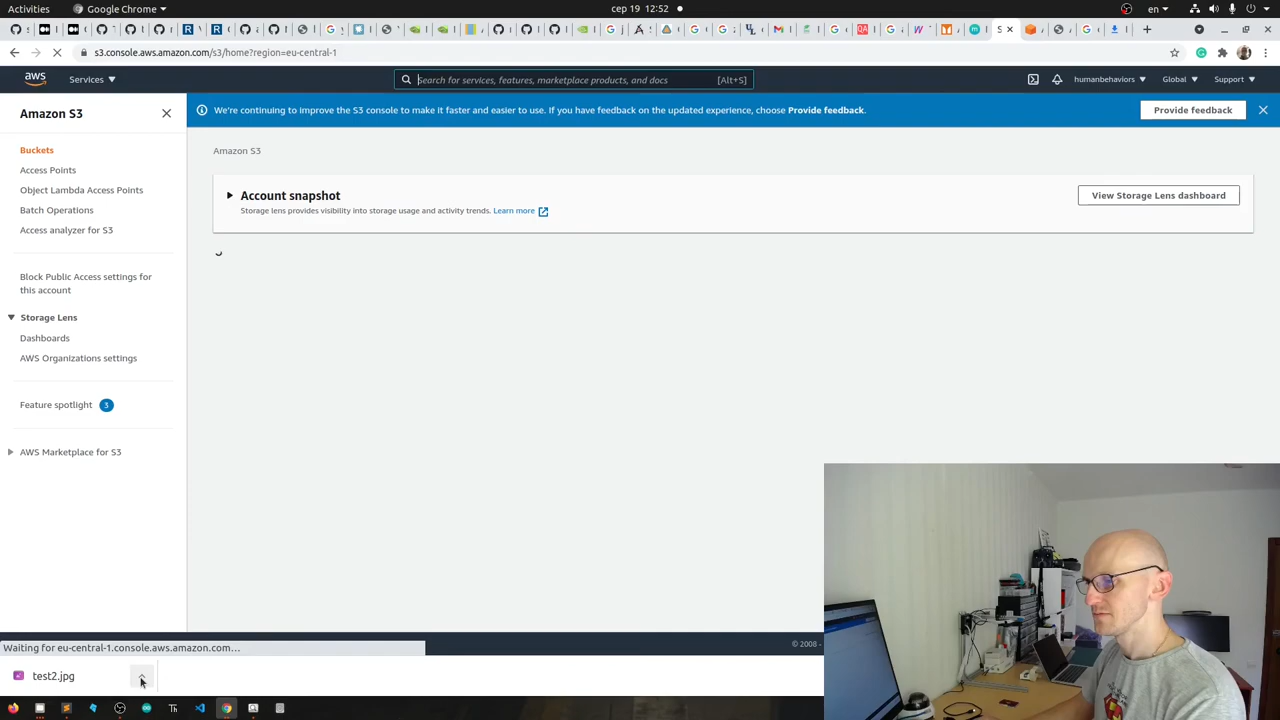 Activities
Google Chrome
сер 19 12:52
en
s3.console.aws.amazon.com/s3/home?region=eu-central-1
aws
Services
Search for services, features, marketplace products, and docs
[Alt+S]
humanbehaviors
Global
Support
Amazon S3
We're continuing to improve the S3 console to make it faster and easier to use. If you have feedback on the updated experience, choose Provide feedback.
Provide feedback
Buckets
Access Points
Object Lambda Access Points
Batch Operations
Access analyzer for S3
Block Public Access settings for
this account
Storage Lens
Dashboards
AWS Organizations settings
Feature spotlight 3
AWS Marketplace for S3
Amazon S3
Account snapshot
Storage lens provides visibility into storage usage and activity trends. Learn more
View Storage Lens dashboard
© 2008 -
Waiting for eu-central-1.console.aws.amazon.com...
test2.jpg